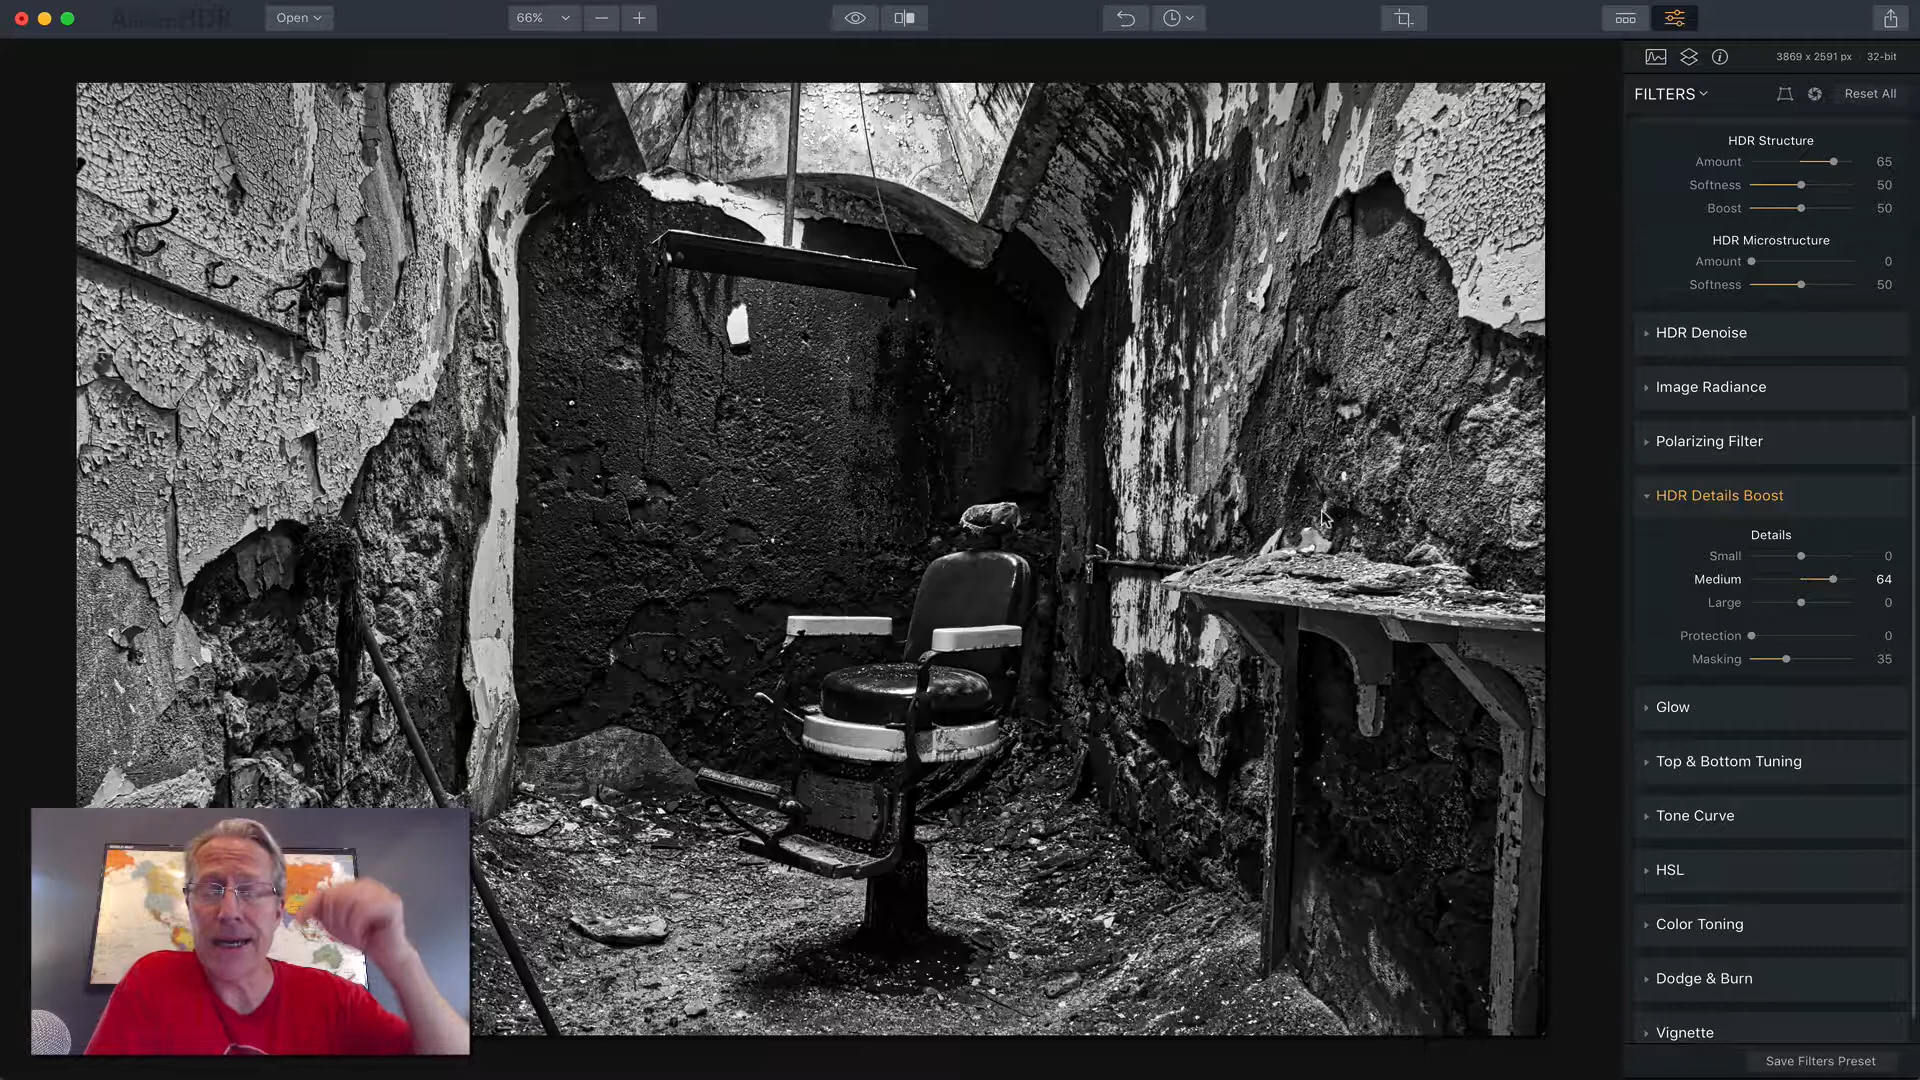 AuroraHDR
Open
66%
3869 x 2591 px
32-bit
FILTERS
Reset All
HDR Structure
Amount 65
Softness 50
Boost 50
HDR Microstructure
Amount 0
Softness 50
HDR Denoise
Image Radiance
Polarizing Filter
HDR Details Boost
Details
Small 0
Medium 64
Large 0
Protection 0
Masking 35
Glow
Top & Bottom Tuning
Tone Curve
HSL
Color Toning
Dodge & Burn
Vignette
Save Filters Preset